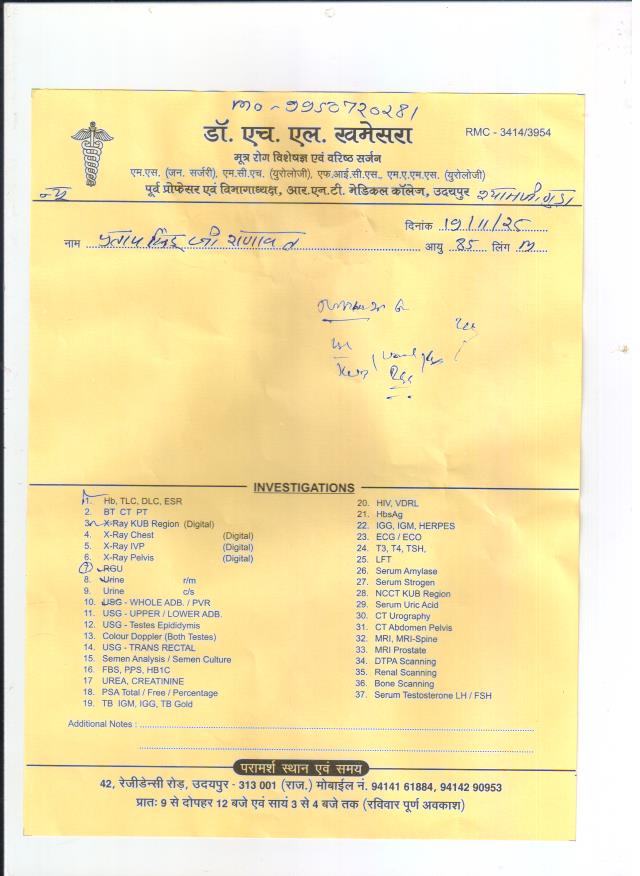 mo - 9950720281
डॉ. एच. एल. खमेसरा
RMC - 3414/3954
मूत्र रोग विशेषज्ञ एवं वरिष्ठ सर्जन
एम.एस. (जन. सर्जरी), एम.सी.एच. (यूरोलोजी), एफ.आई.सी.एस., एम.ए.एम.एस. (यूरोलोजी)
पूर्व प्रोफेसर एवं विभागाध्यक्ष, आर.एन.टी. मेडिकल कॉलेज, उदयपुर
दिनांक 19/11/25
नाम प्रताप सिंह जी राणावत आयु 85 लिंग M
INVESTIGATIONS
1. Hb, TLC, DLC, ESR
2. BT CT PT
3. X-Ray KUB Region (Digital)
4. X-Ray Chest (Digital)
5. X-Ray IVP (Digital)
6. X-Ray Pelvis (Digital)
7. RGU
8. Urine r/m
9. Urine c/s
10. USG - WHOLE ADB. / PVR
11. USG - UPPER / LOWER ADB.
12. USG - Testes Epididymis
13. Colour Doppler (Both Testes)
14. USG - TRANS RECTAL
15. Semen Analysis / Semen Culture
16. FBS, PPS, HB1C
17 UREA, CREATININE
18. PSA Total / Free / Percentage
19. TB IGM, IGG, TB Gold
20. HIV, VDRL
21. HbsAg
22. IGG, IGM, HERPES
23. ECG / ECO
24. T3, T4, TSH,
25. LFT
26. Serum Amylase
27. Serum Strogen
28. NCCT KUB Region
29. Serum Uric Acid
30. CT Urography
31. CT Abdomen Pelvis
32. MRI, MRI-Spine
33. MRI Prostate
34. DTPA Scanning
35. Renal Scanning
36. Bone Scanning
37. Serum Testosterone LH / FSH
Additional Notes :
परामर्श स्थान एवं समय
42, रेजीडेन्सी रोड़, उदयपुर - 313 001 (राज.) मोबाईल नं. 94141 61884, 94142 90953
प्रातः 9 से दोपहर 12 बजे एवं सायं 3 से 4 बजे तक (रविवार पूर्ण अवकाश)